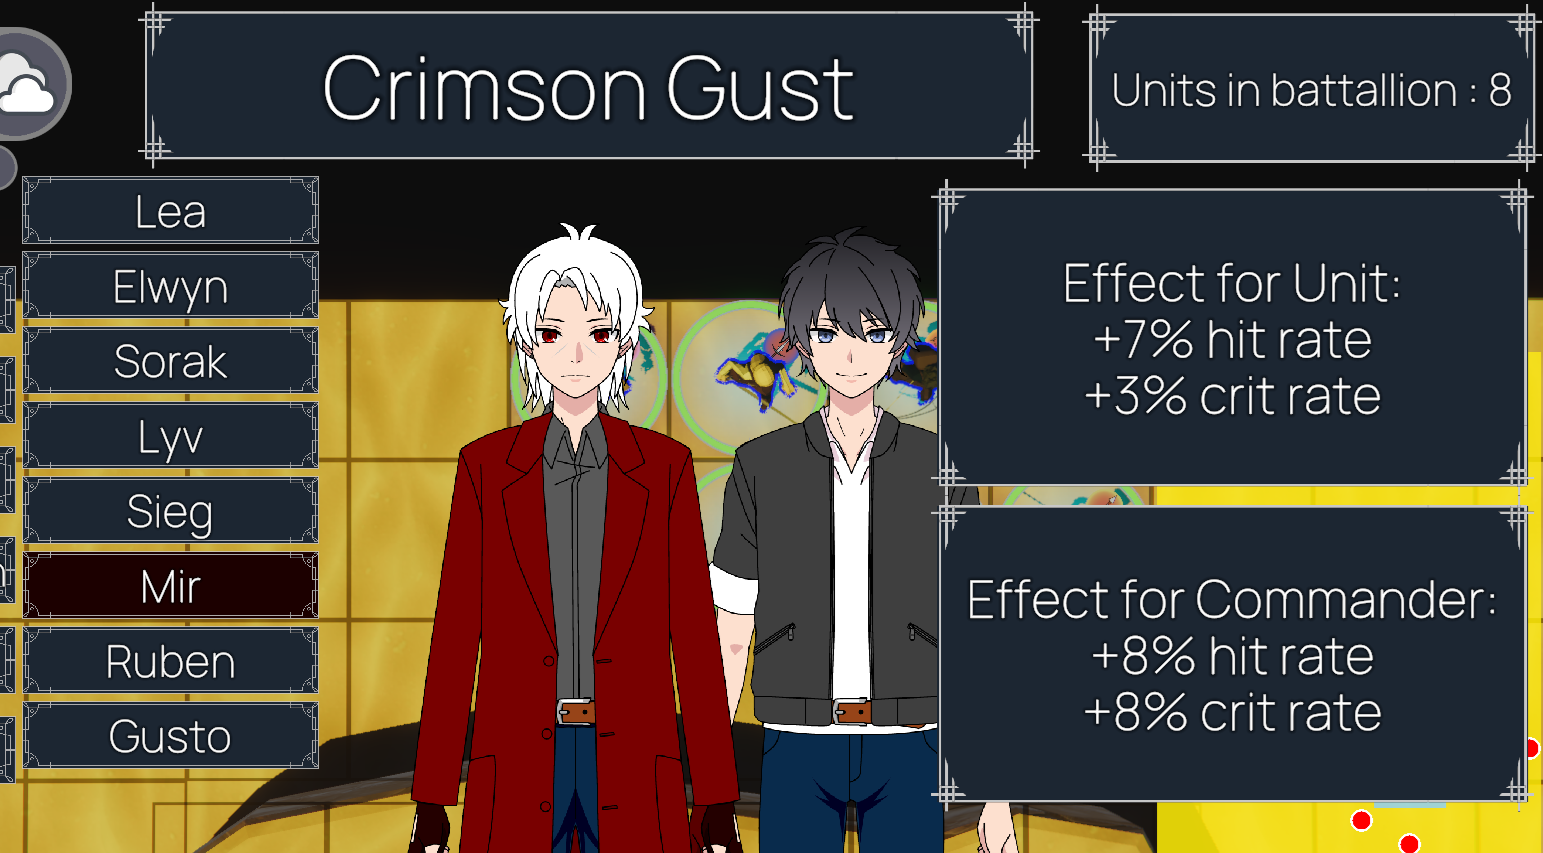 Crimson Gust
Units in battallion : 8
Lea
Elwyn
Sorak
Lyv
Sieg
Mir
Ruben
Gusto
Effect for Unit:
+7% hit rate
+3% crit rate
Effect for Commander:
+8% hit rate
+8% crit rate